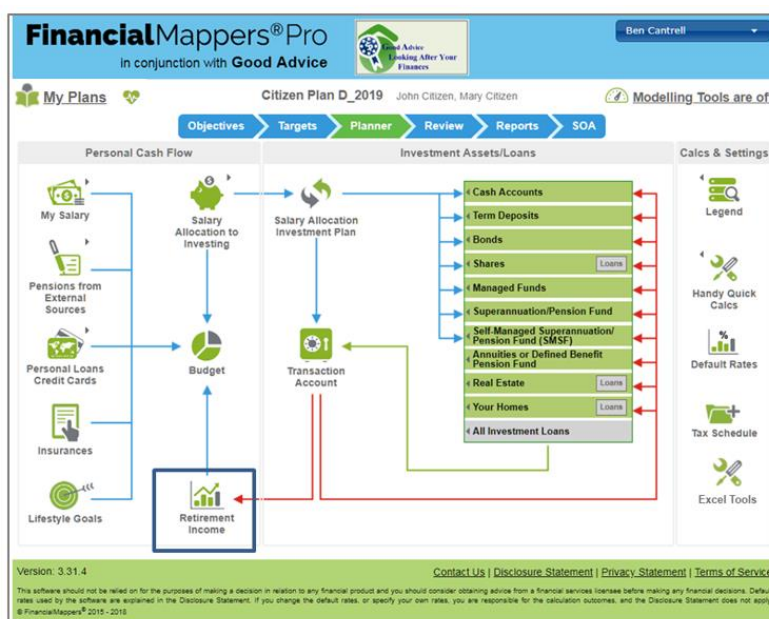 FinancialMappers®Pro
in conjunction with Good Advice
Good Advice
Looking After Your
Finances
Ben Cantrell
My Plans
Citizen Plan D_2019 John Citizen, Mary Citizen
Modelling Tools are of
Objectives Targets Planner Review Reports SOA
Personal Cash Flow
Investment Assets/Loans
Calcs & Settings
My Salary
Pensions from
External
Sources
Personal Loans
Credit Cards
Insurances
Lifestyle Goals
Salary
Allocation to
Investing
Budget
Retirement
Income
Salary Allocation
Investment Plan
Transaction
Account
Cash Accounts
Term Deposits
Bonds
Shares Loans
Managed Funds
Superannuation/Pension Fund
Self-Managed Superannuation/
Pension Fund (SMSF)
Annuities or Defined Benefit
Pension Fund
Real Estate Loans
Your Homes Loans
All Investment Loans
Legend
Handy Quick
Calcs
Default Rates
Tax Schedule
Excel Tools
Version: 3.31.4
Contact Us | Disclosure Statement | Privacy Statement | Terms of Service
This software should not be relied on for the purposes of making a decision in relation to any financial product and you should consider obtaining advice from a financial services licensee before making any financial decisions. Defau
rates used by the software are explained in the Disclosure Statement. If you change the default rates, or specify your own rates, you are responsible for the calculation outcomes, and the Disclosure Statement does not apply
© FinancialMappers® 2015 - 2018